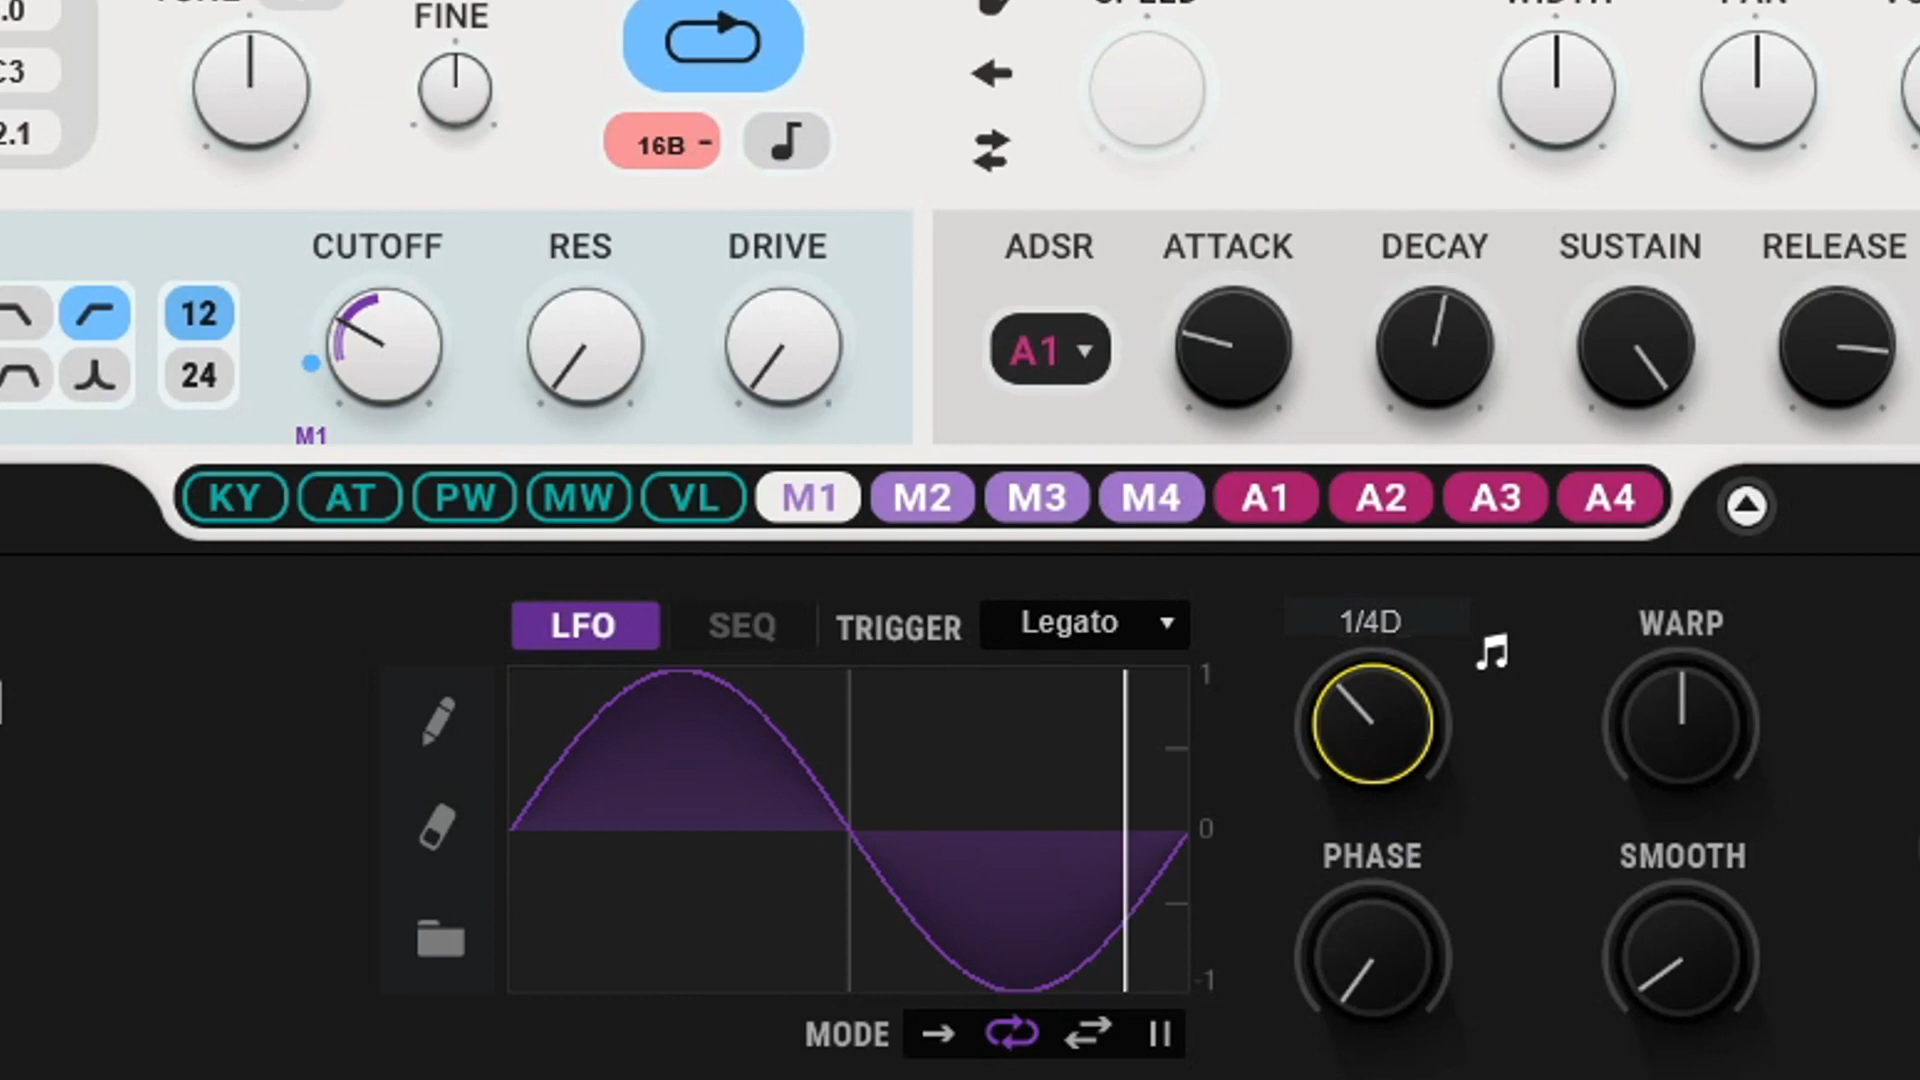 .0
FINE
C3
2.1
16B -
CUTOFF RES DRIVE
12
24
M1
ADSR ATTACK DECAY SUSTAIN RELEASE
A1
KY AT PW MW VL M1 M2 M3 M4 A1 A2 A3 A4
LFO SEQ TRIGGER Legato
1
0
-1
1/4D WARP
PHASE SMOOTH
MODE